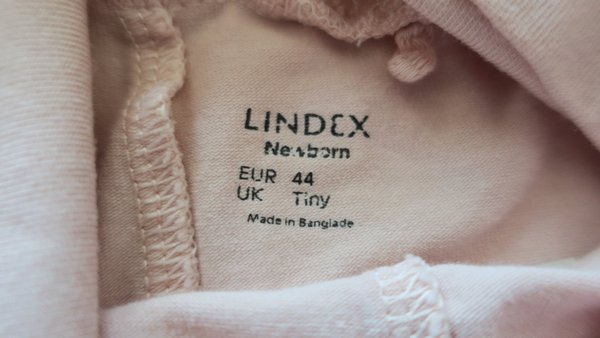 LINDEX
Newborn
EUR 44
UK Tiny
Made in Banglade